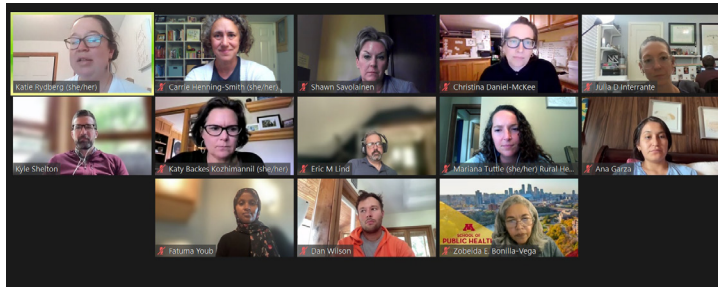 Katie Rydberg (she/her)
Carrie Henning-Smith (she/her)
Shawn Savolainen
Christina Daniel-McKee
Julia D Interrante
Kyle Shelton
Katy Backes Kozhimannil (she/her)
Eric M Lind
Mariana Tuttle (she/her) Rural He...
Ana Garza
Fatuma Youb
Dan Wilson
M
SCHOOL OF
PUBLIC HEALTH
Zobeida E. Bonilla-Vega